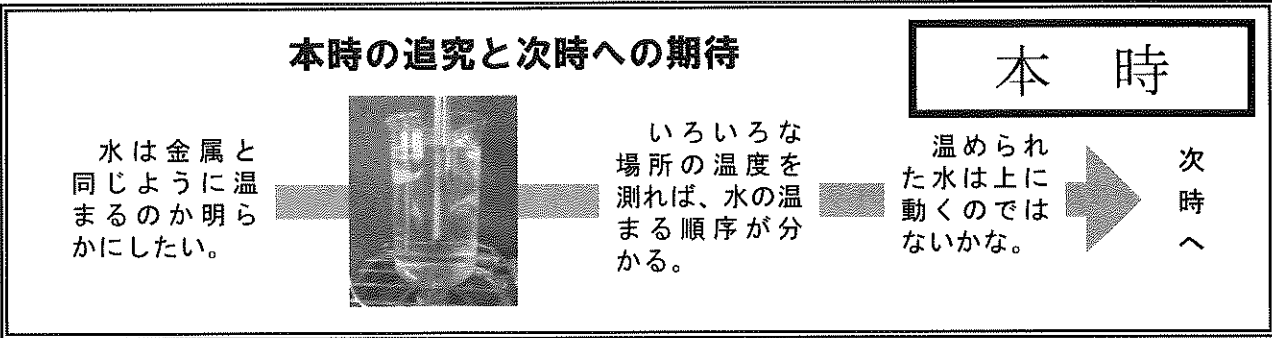 本時の追究と次時への期待
本時
水は金属と
同じように温
まるのか明ら
かにしたい。
いろいろな
場所の温度を
測れば、水の温
まる順序が分
かる。
温められ
た水は上に
動くのでは
ないかな。
次時へ